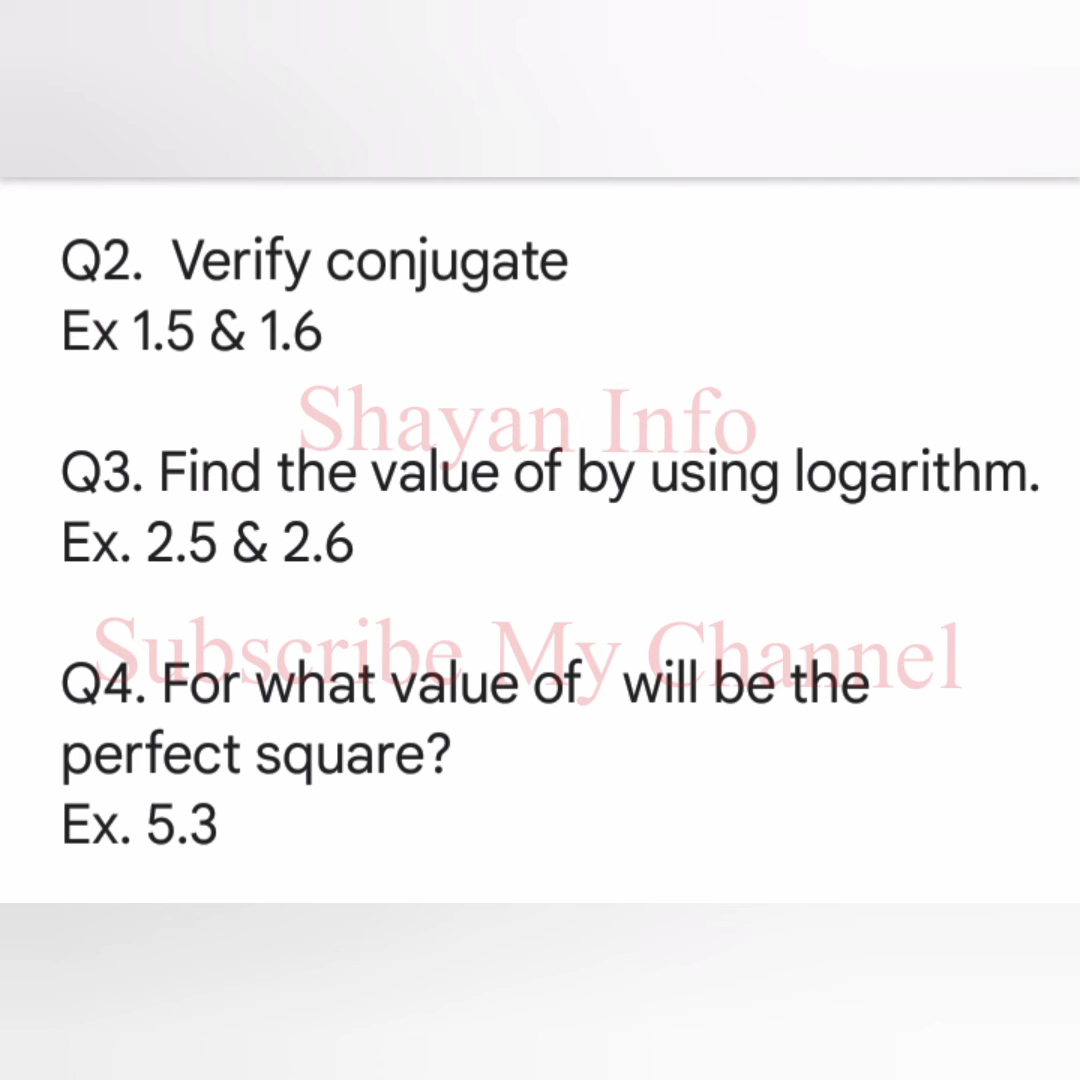 Q2. Verify conjugate
Ex 1.5 & 1.6
Shayan Info
Q3. Find the value of by using logarithm.
Ex. 2.5 & 2.6
Subscribe My Channel
Q4. For what value of will be the
perfect square?
Ex. 5.3